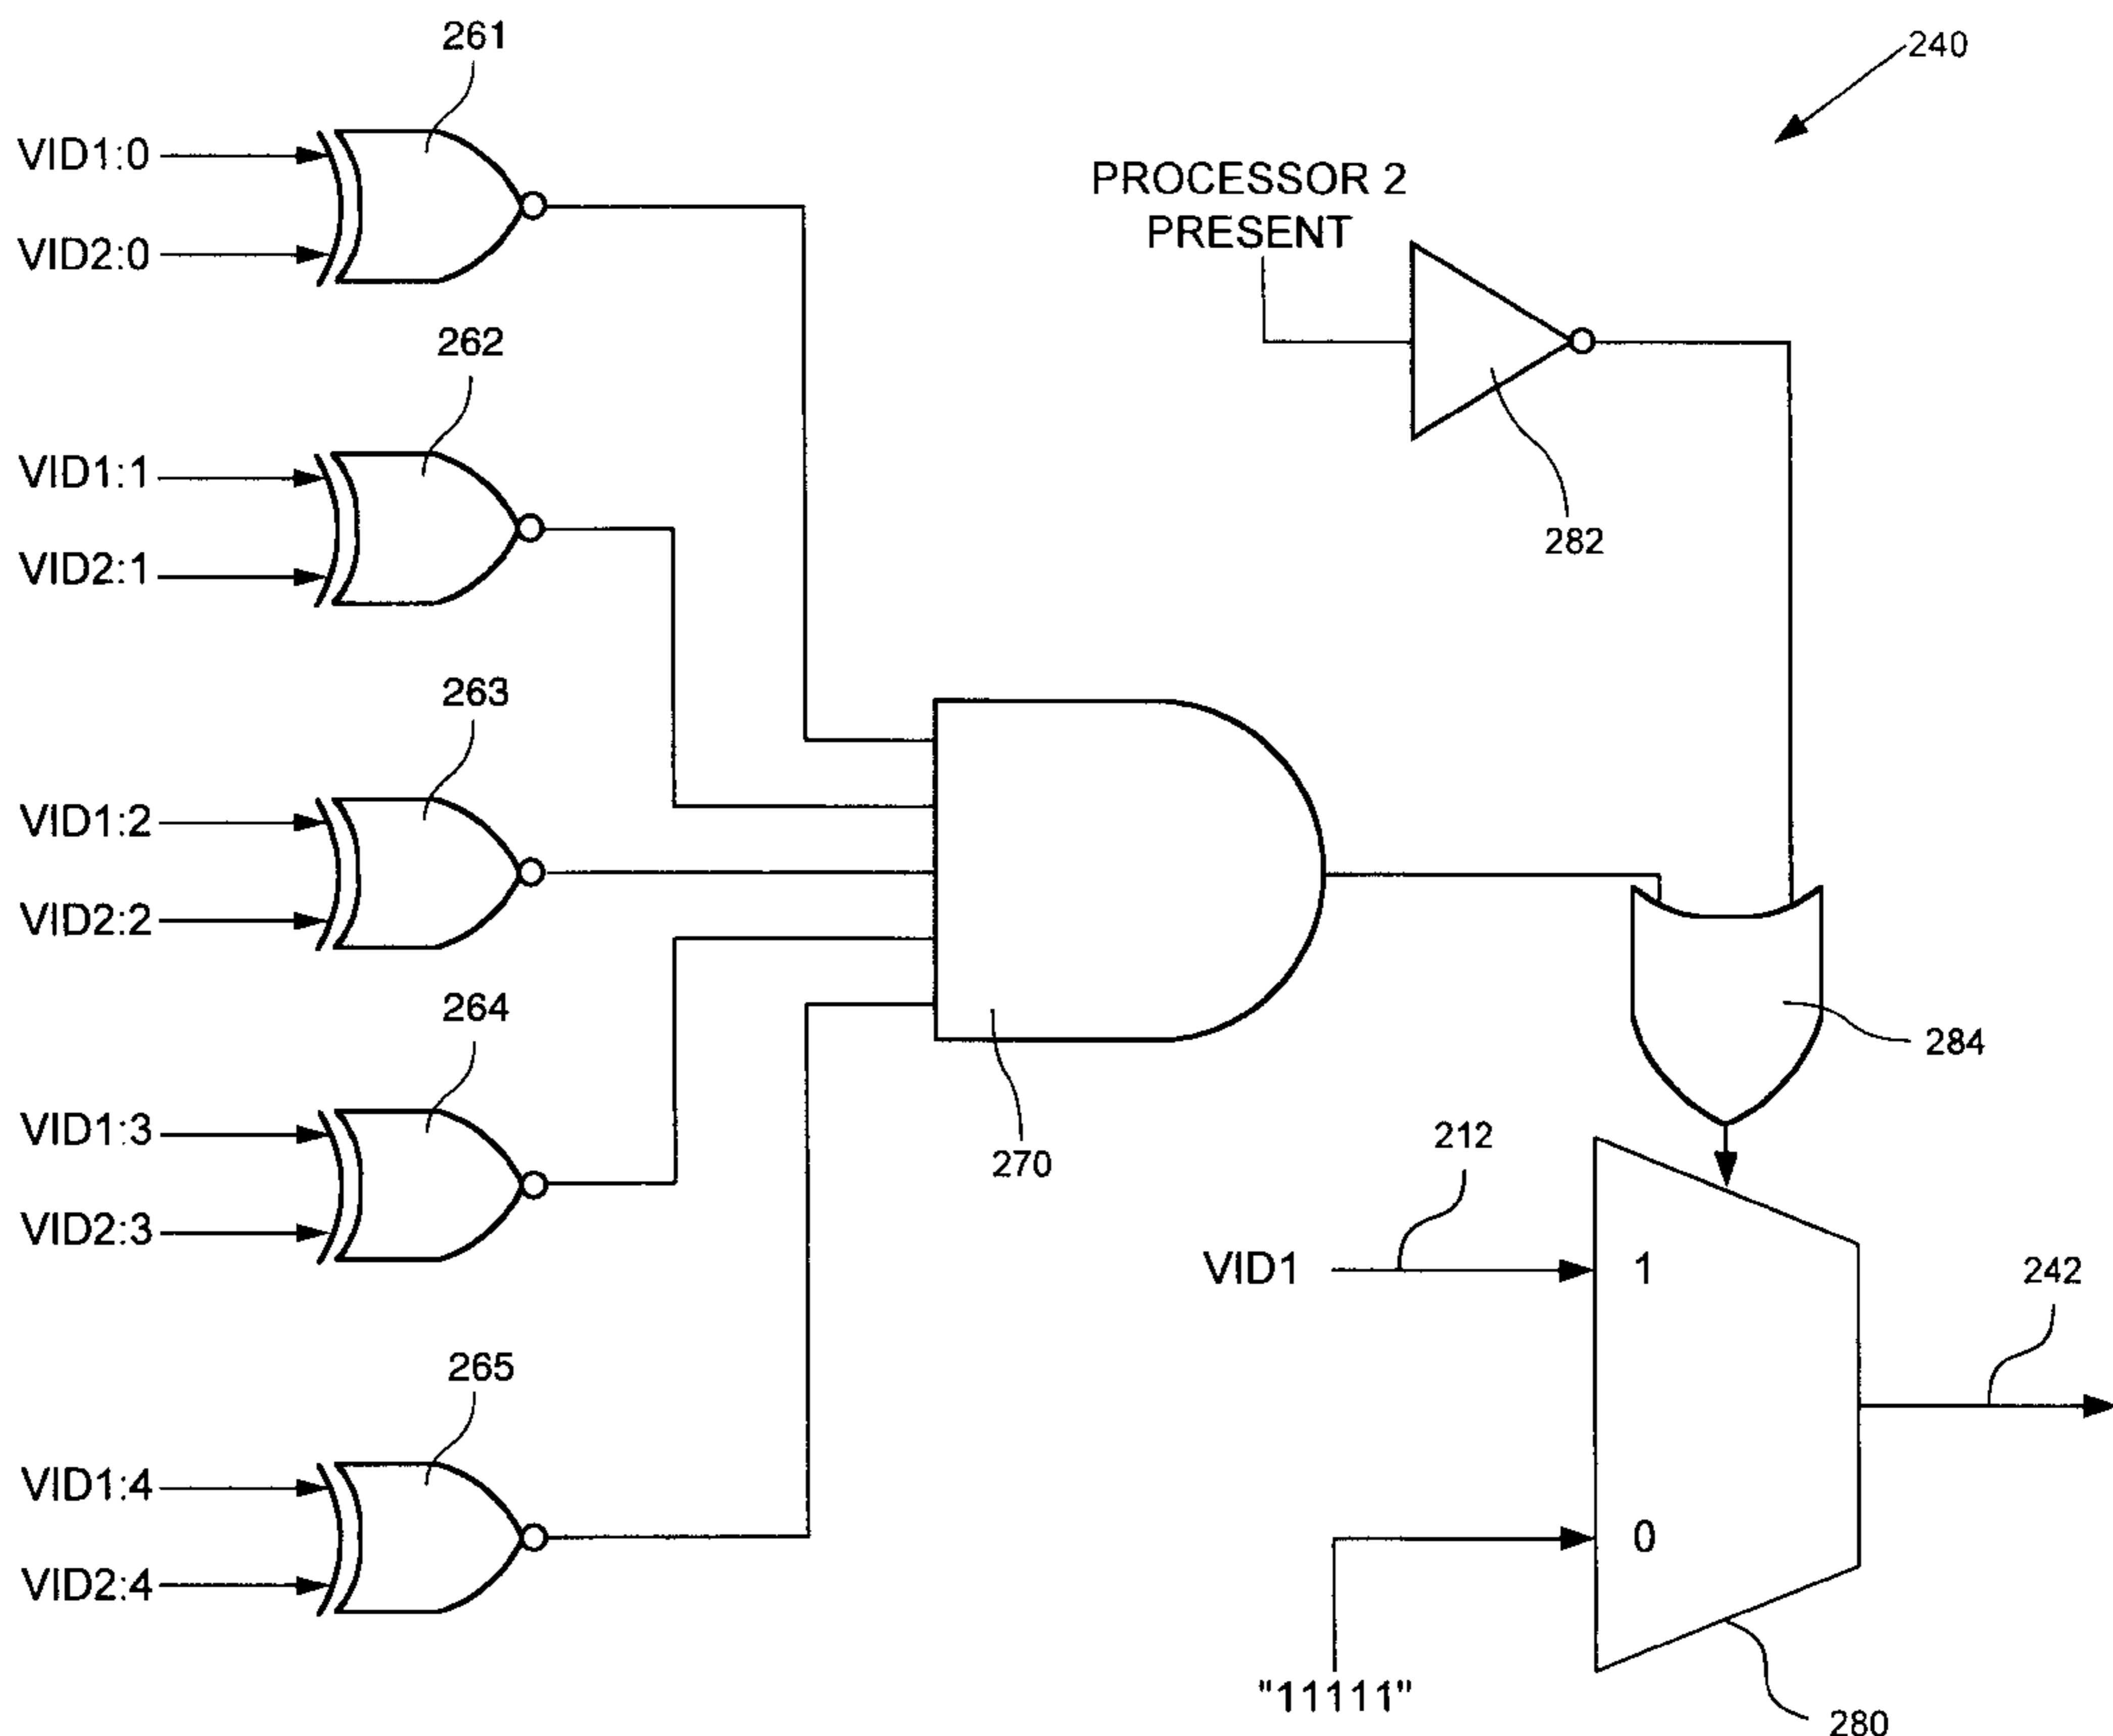 261
240
VID1:0
PROCESSOR 2
PRESENT
VID2:0
262
VID1:1
282
VID2:1
263
VID1:2
VID2:2
264
284
VID1:3
212
270
VID2:3
VID1
1
242
265
VID1:4
0
VID2:4
"11111"
280